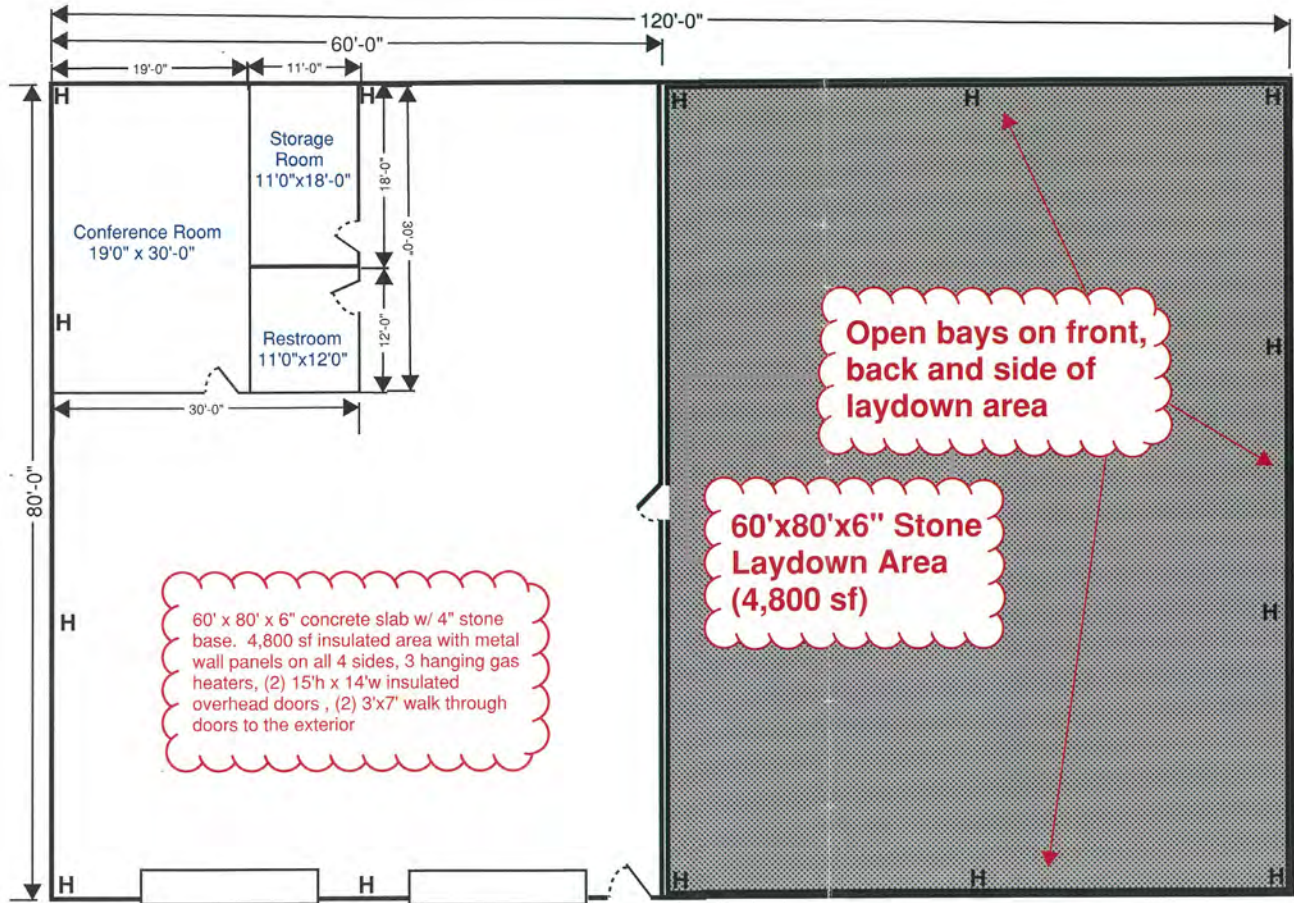 120'-0"
60'-0"
19'-0"
11'-0"
H
H
H
H
H
Storage
Room
11'0"x18'-0"
18'-0"
30'-0"
Conference Room
19'0" x 30'-0"
H
Restroom
11'0"x12'0"
12'-0"
30'-0"
80'-0"
Open bays on front,
back and side of
laydown area
H
60'x80'x6" Stone
Laydown Area
(4,800 sf)
60' x 80' x 6" concrete slab w/ 4" stone
base. 4,800 sf insulated area with metal
wall panels on all 4 sides, 3 hanging gas
heaters, (2) 15'h x 14'w insulated
overhead doors , (2) 3'x7' walk through
doors to the exterior
H
H
H
H
H
H
H